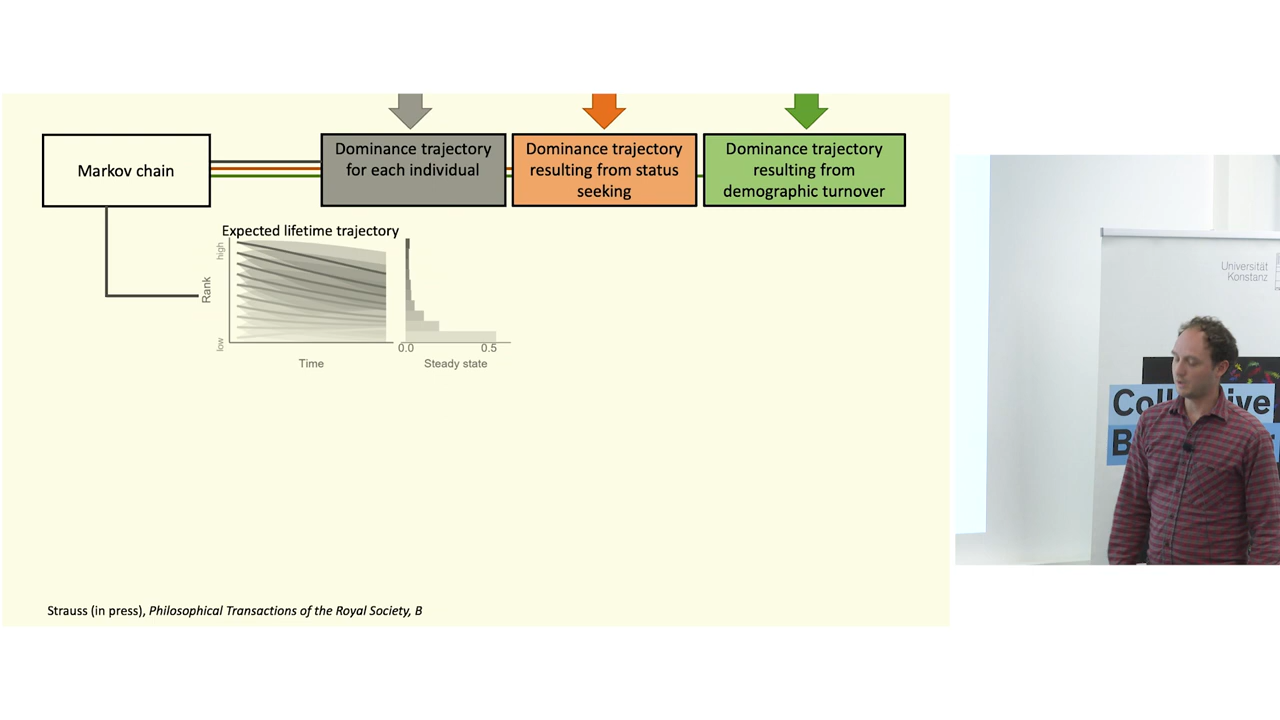 Markov chain
Dominance trajectory
for each individual
Dominance trajectory
resulting from status
seeking
Dominance trajectory
resulting from
demographic turnover
Expected lifetime trajectory
high
Rank
low
Time
0.0
0.5
Steady state
Strauss (in press), Philosophical Transactions of the Royal Society, B
Universität
Konstanz